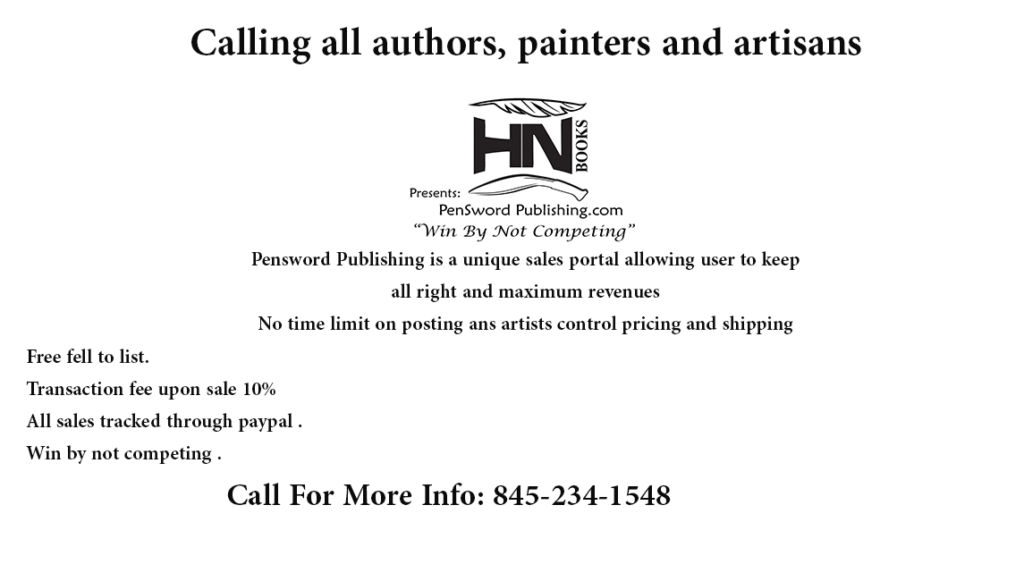 Calling all authors, painters and artisans
HN
BOOKS
Presents:
PenSword Publishing.com
“Win By Not Competing”
Pensword Publishing is a unique sales portal allowing user to keep
all right and maximum revenues
No time limit on posting ans artists control pricing and shipping
Free fell to list.
Transaction fee upon sale 10%
All sales tracked through paypal .
Win by not competing .
Call For More Info: 845-234-1548